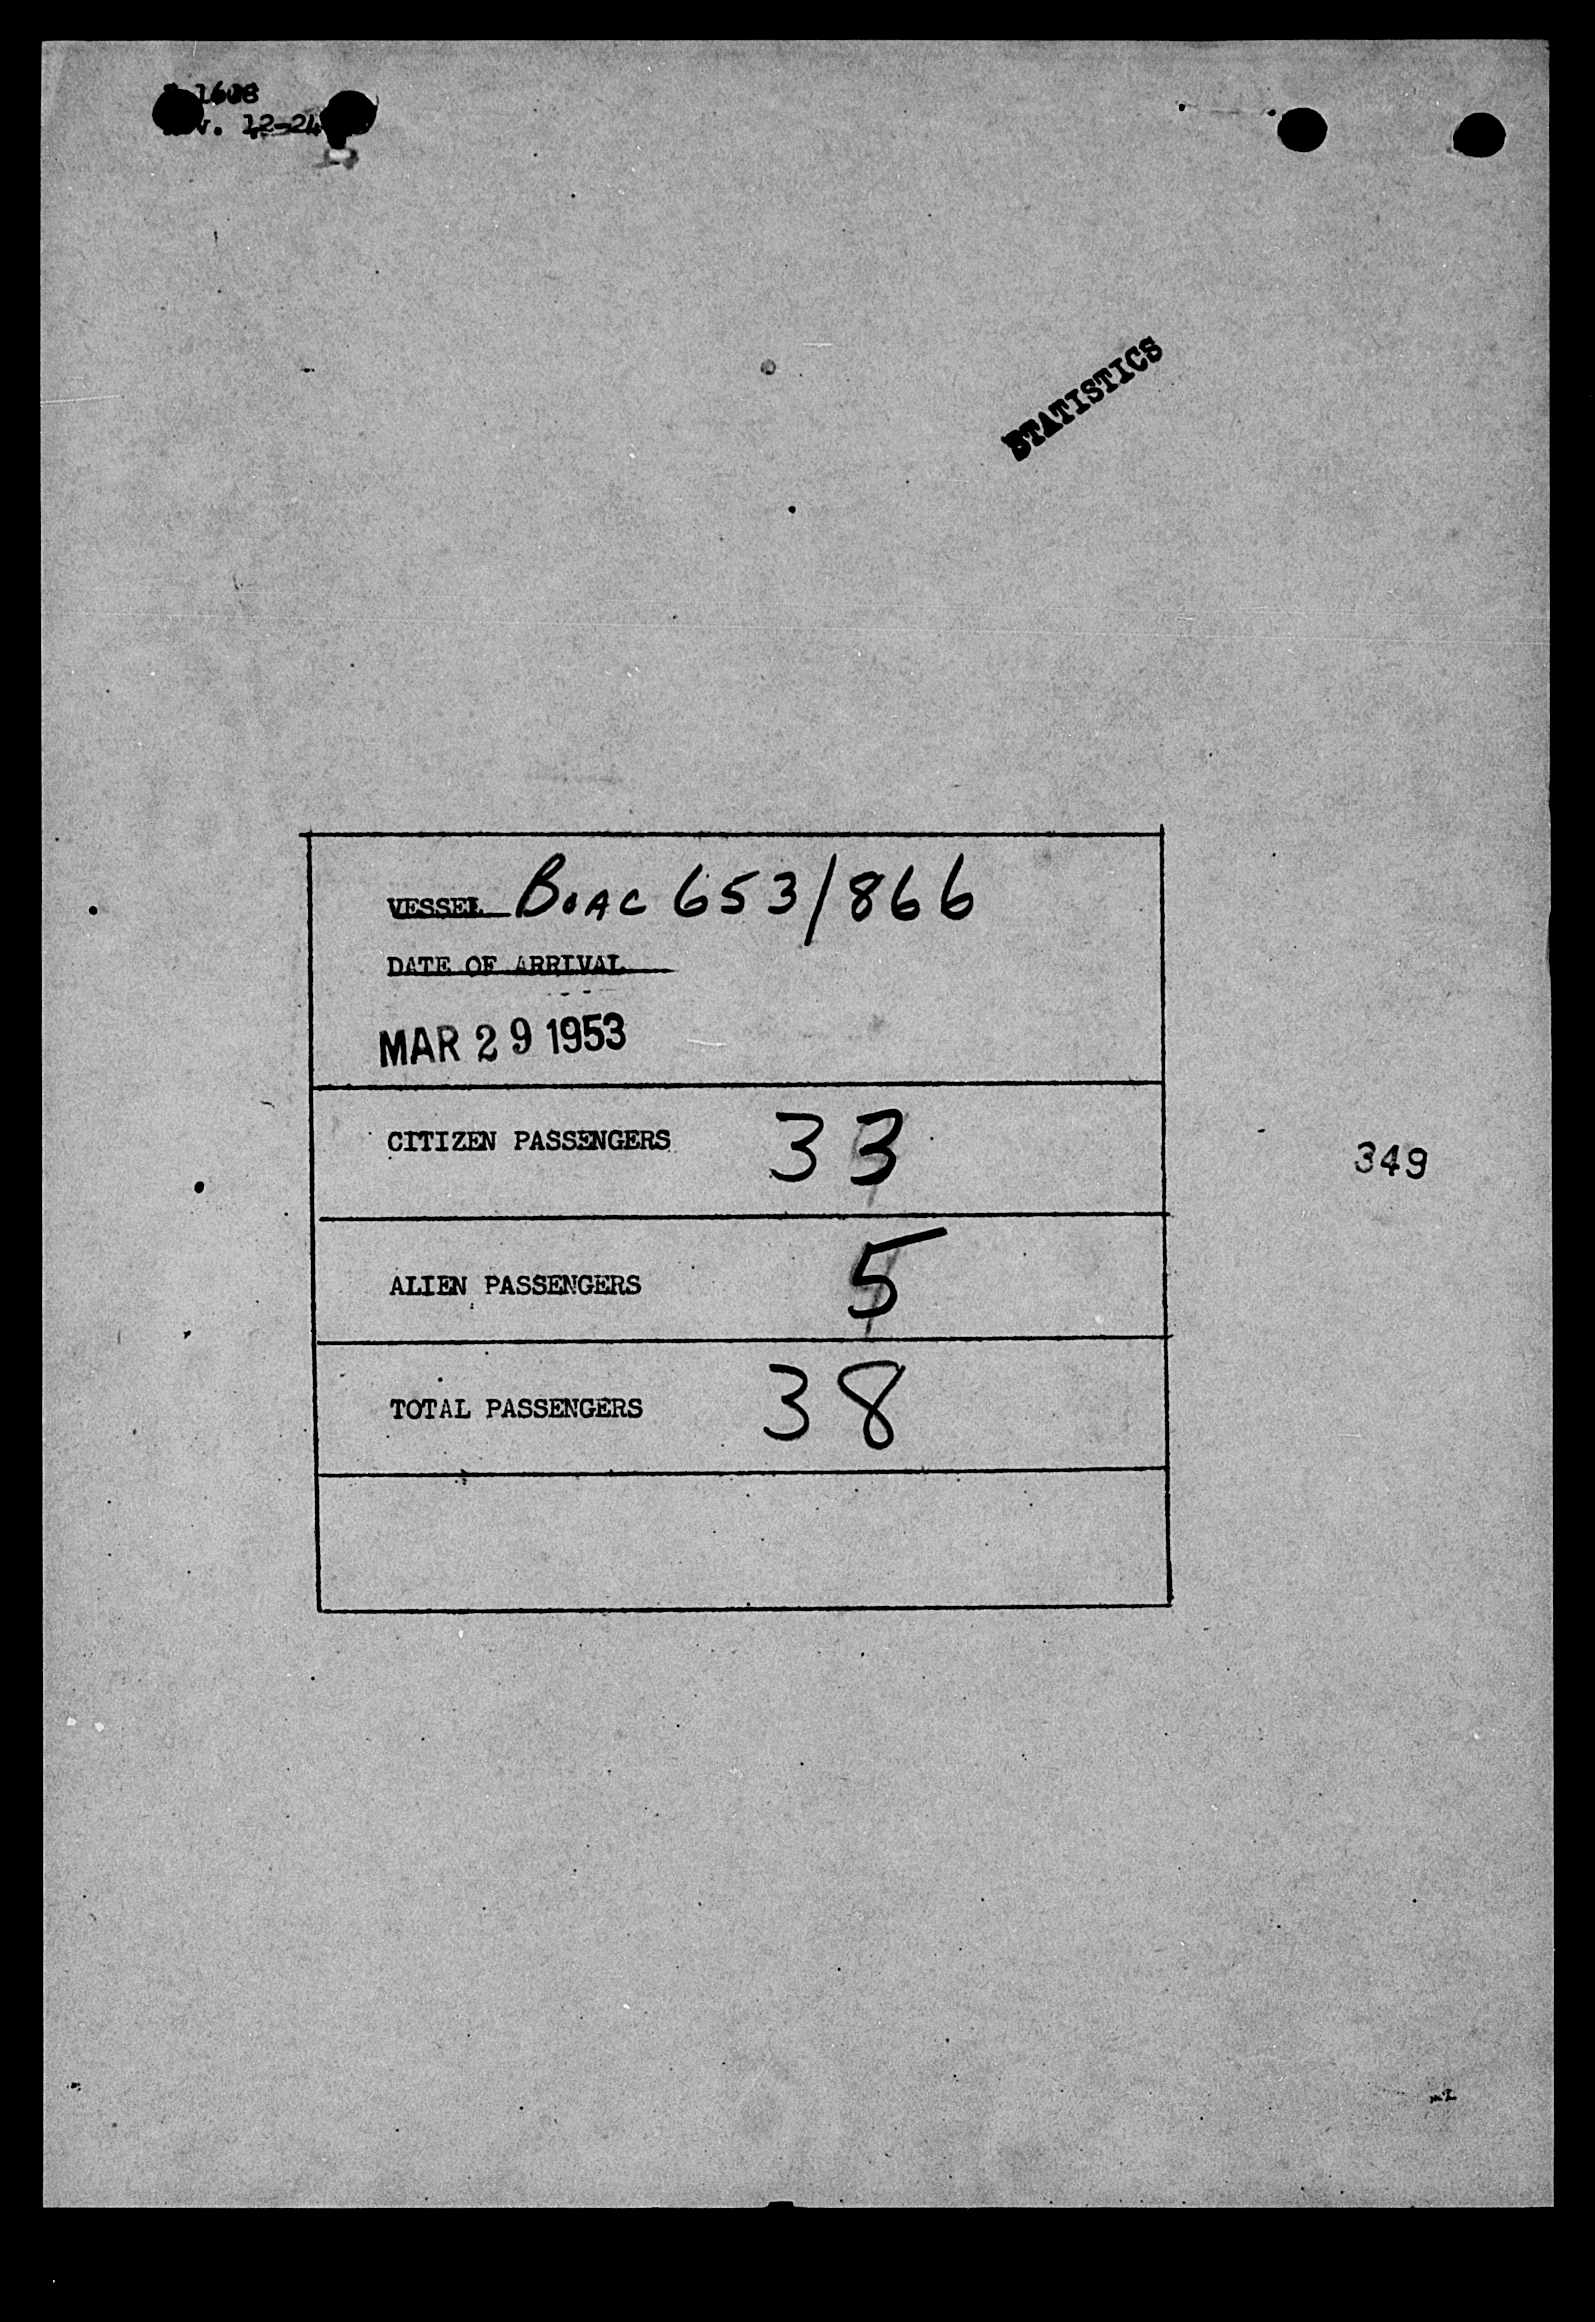 1608
12-24
STATISTICS
VESSEL BOAC 653/866
DATE OF ARRIVAL
MAR 29 1953
CITIZEN PASSENGERS 33
349
ALIEN PASSENGERS 5
TOTAL PASSENGERS 38